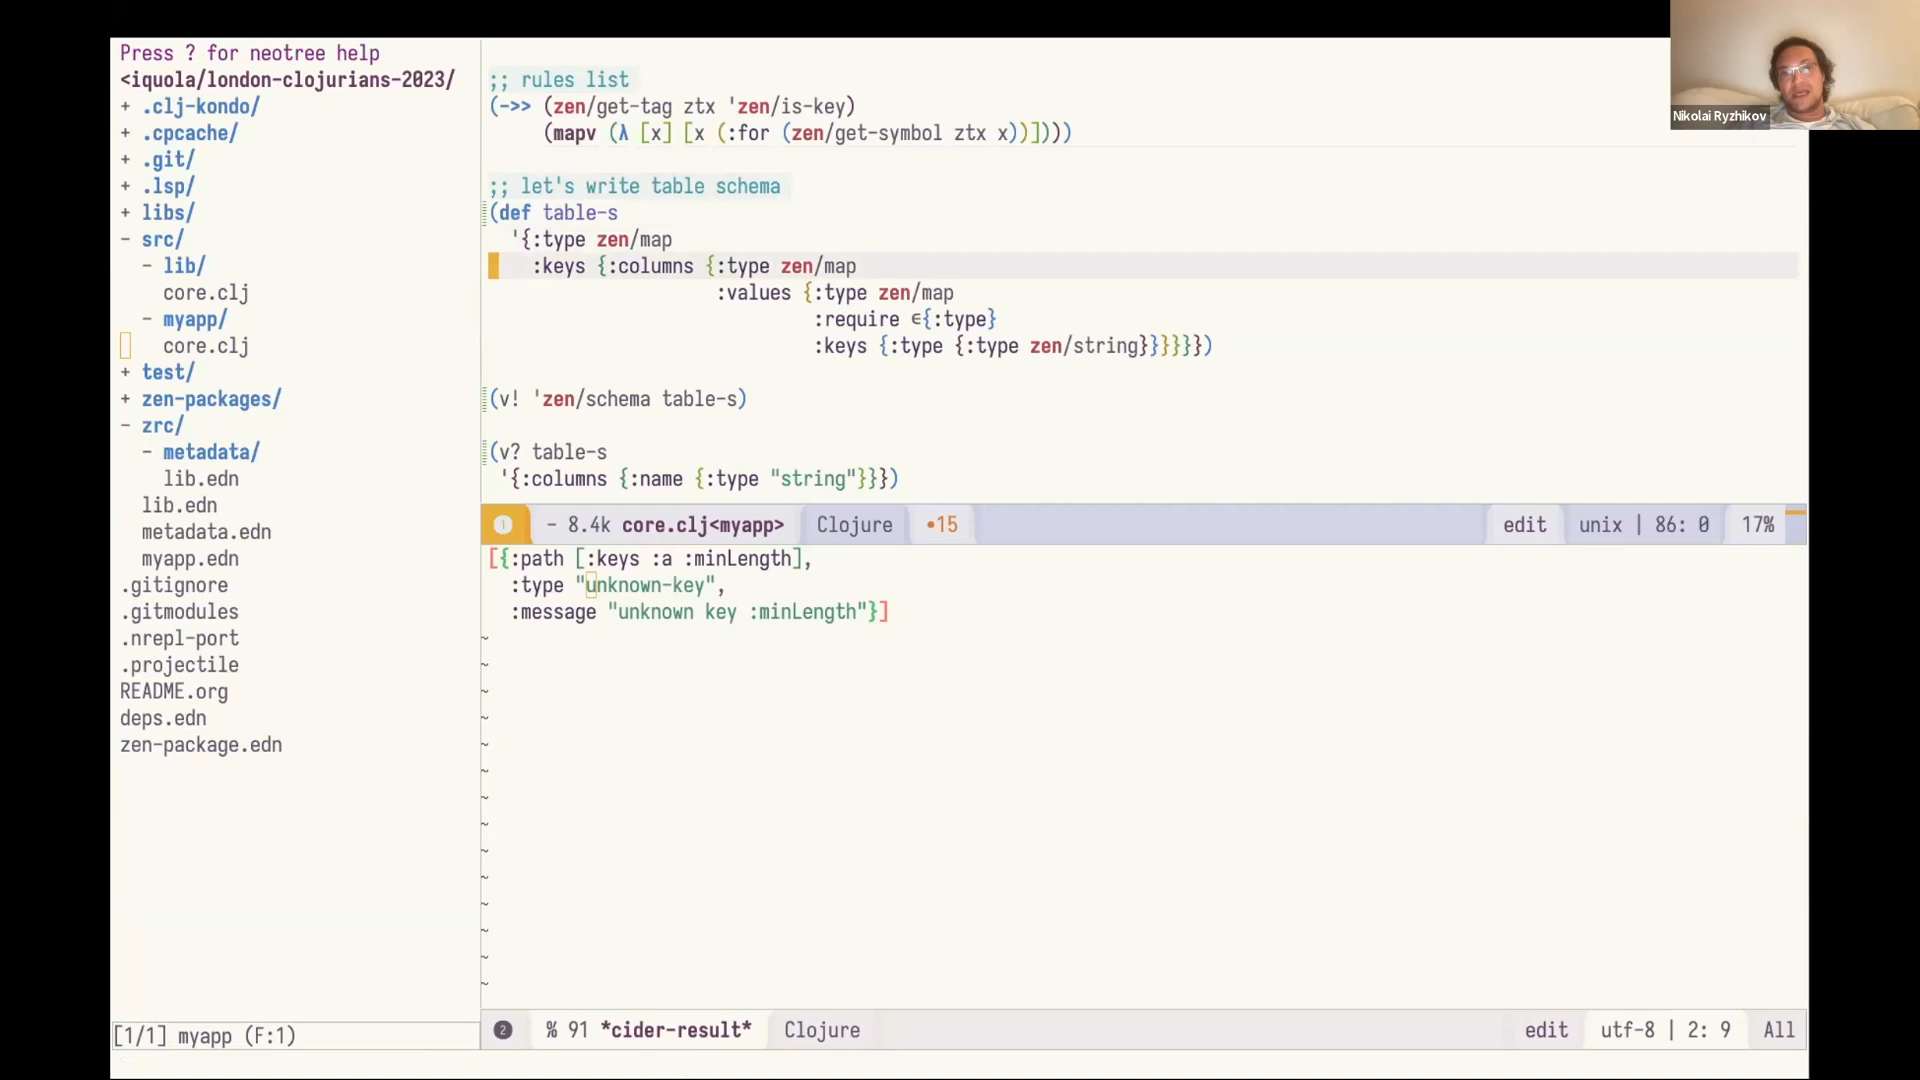 Press ? for neotree help
<iquola/london-clojurians-2023/
+ .clj-kondo/
+ .cpcache/
+ .git/
+ .lsp/
+ libs/
- src/
- lib/
core.clj
- myapp/
core.clj
+ test/
+ zen-packages/
- zrc/
- metadata/
lib.edn
lib.edn
metadata.edn
myapp.edn
.gitignore
.gitmodules
.nrepl-port
.projectile
README.org
deps.edn
zen-package.edn
[1/1] myapp (F:1)
;; rules list
(->> (zen/get-tag ztx 'zen/is-key)
(mapv (λ [x] [x (:for (zen/get-symbol ztx x))])))
;; let's write table schema
(def table-s
'{:type zen/map
:keys {:columns {:type zen/map
:values {:type zen/map
:require ∈{:type}
:keys {:type {:type zen/string}}}}}})
(v! 'zen/schema table-s)
(v? table-s
'{:columns {:name {:type "string"}}})
1 - 8.4k core.clj<myapp> Clojure •15 edit unix | 86: 0 17%
[{:path [:keys :a :minLength],
:type "unknown-key",
:message "unknown key :minLength"}]
~
~
~
~
~
~
~
~
~
~
~
~
~
~
2 % 91 *cider-result* Clojure edit utf-8 | 2: 9 All
Nikolai Ryzhikov